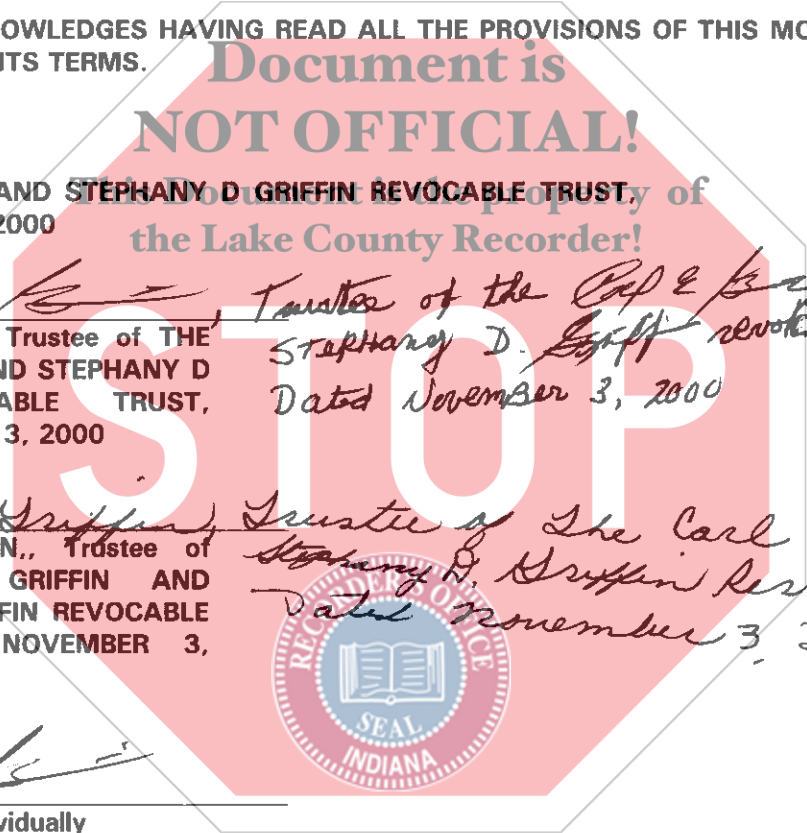 OWLEDGES HAVING READ ALL THE PROVISIONS OF THIS MO
ITS TERMS.
Document is
NOT OFFICIAL!
AND STEPHANY D GRIFFIN REVOCABLE TRUST,
This Document is the property of
2000
the Lake County Recorder!
, Trustee of the
Trustee of THE
ND STEPHANY D
Stephany D.
ABLE TRUST,
Dated November 3, 2000
3, 2000
STOP
Griffin, Trustee of The Carl
N., Trustee of
Stephany D. Griffin
GRIFFIN AND
FIN REVOCABLE
Dated November 3,
NOVEMBER 3,
RECORDER OFFICE
SEAL
INDIANA
vidually